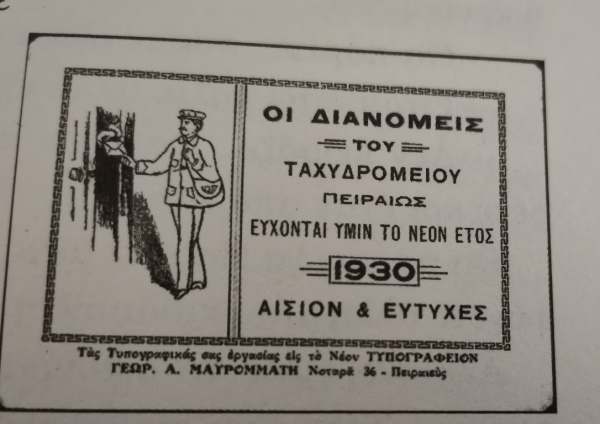 ΟΙ ΔΙΑΝΟΜΕΙΣ
ΤΟΥ
ΤΑΧΥΔΡΟΜΕΙΟΥ
ΠΕΙΡΑΙΩΣ
ΕΥΧΟΝΤΑΙ ΥΜΙΝ ΤΟ ΝΕΟΝ ΕΤΟΣ
1930
ΑΙΣΙΟΝ & ΕΥΤΥΧΕΣ
Τὰς Τυπογραφικάς σας ἐργασίας εἰς τὸ Νέον ΤΥΠΟΓΡΑΦΕΙΟΝ
ΓΕΩΡ. Α. ΜΑΥΡΟΜΜΑΤΗ Νοταρᾶ 36 - Πειραιεὺς